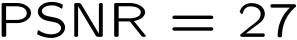 PSNR = 27